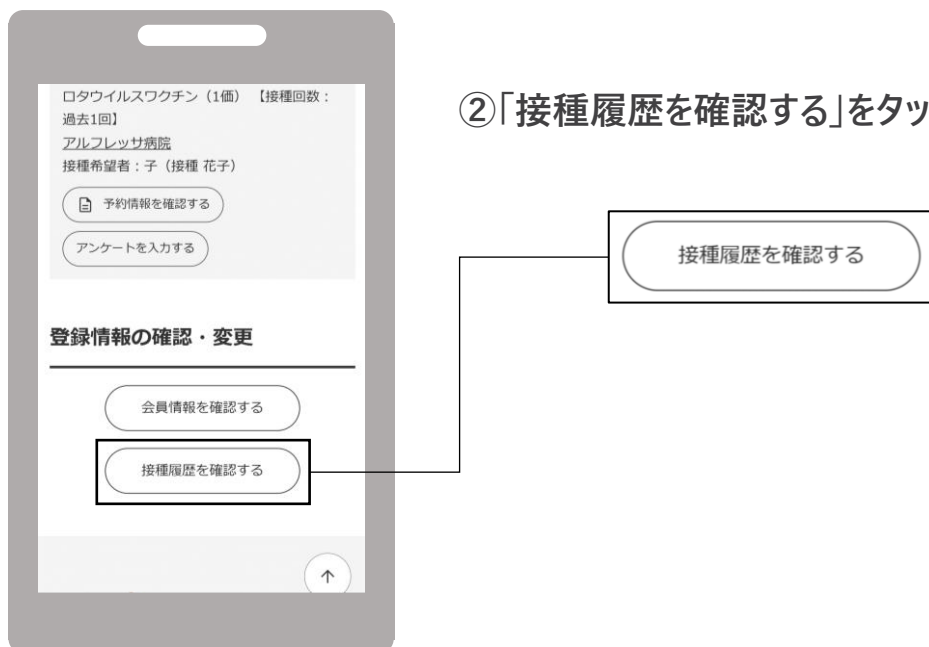 ロタウイルスワクチン（1価）【接種回数：
過去1回】
アルフレッサ病院
接種希望者：子（接種 花子）
予約情報を確認する
アンケートを入力する
登録情報の確認・変更
会員情報を確認する
接種履歴を確認する
②「接種履歴を確認する」をタッ
接種履歴を確認する